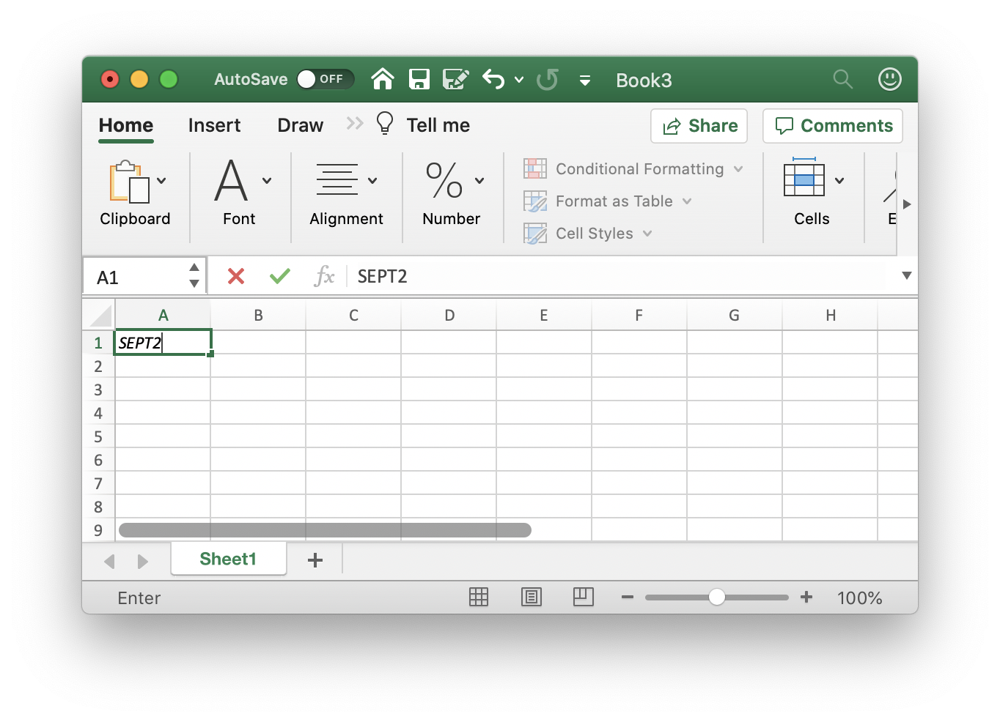 AutoSave OFF Book3
Home Insert Draw Tell me Share Comments
Clipboard Font Alignment % Number Conditional Formatting Format as Table Cell Styles Cells E
A1 fx SEPT2
A B C D E F G H
1 SEPT2
2
3
4
5
6
7
8
9
Sheet1 +
Enter 100%